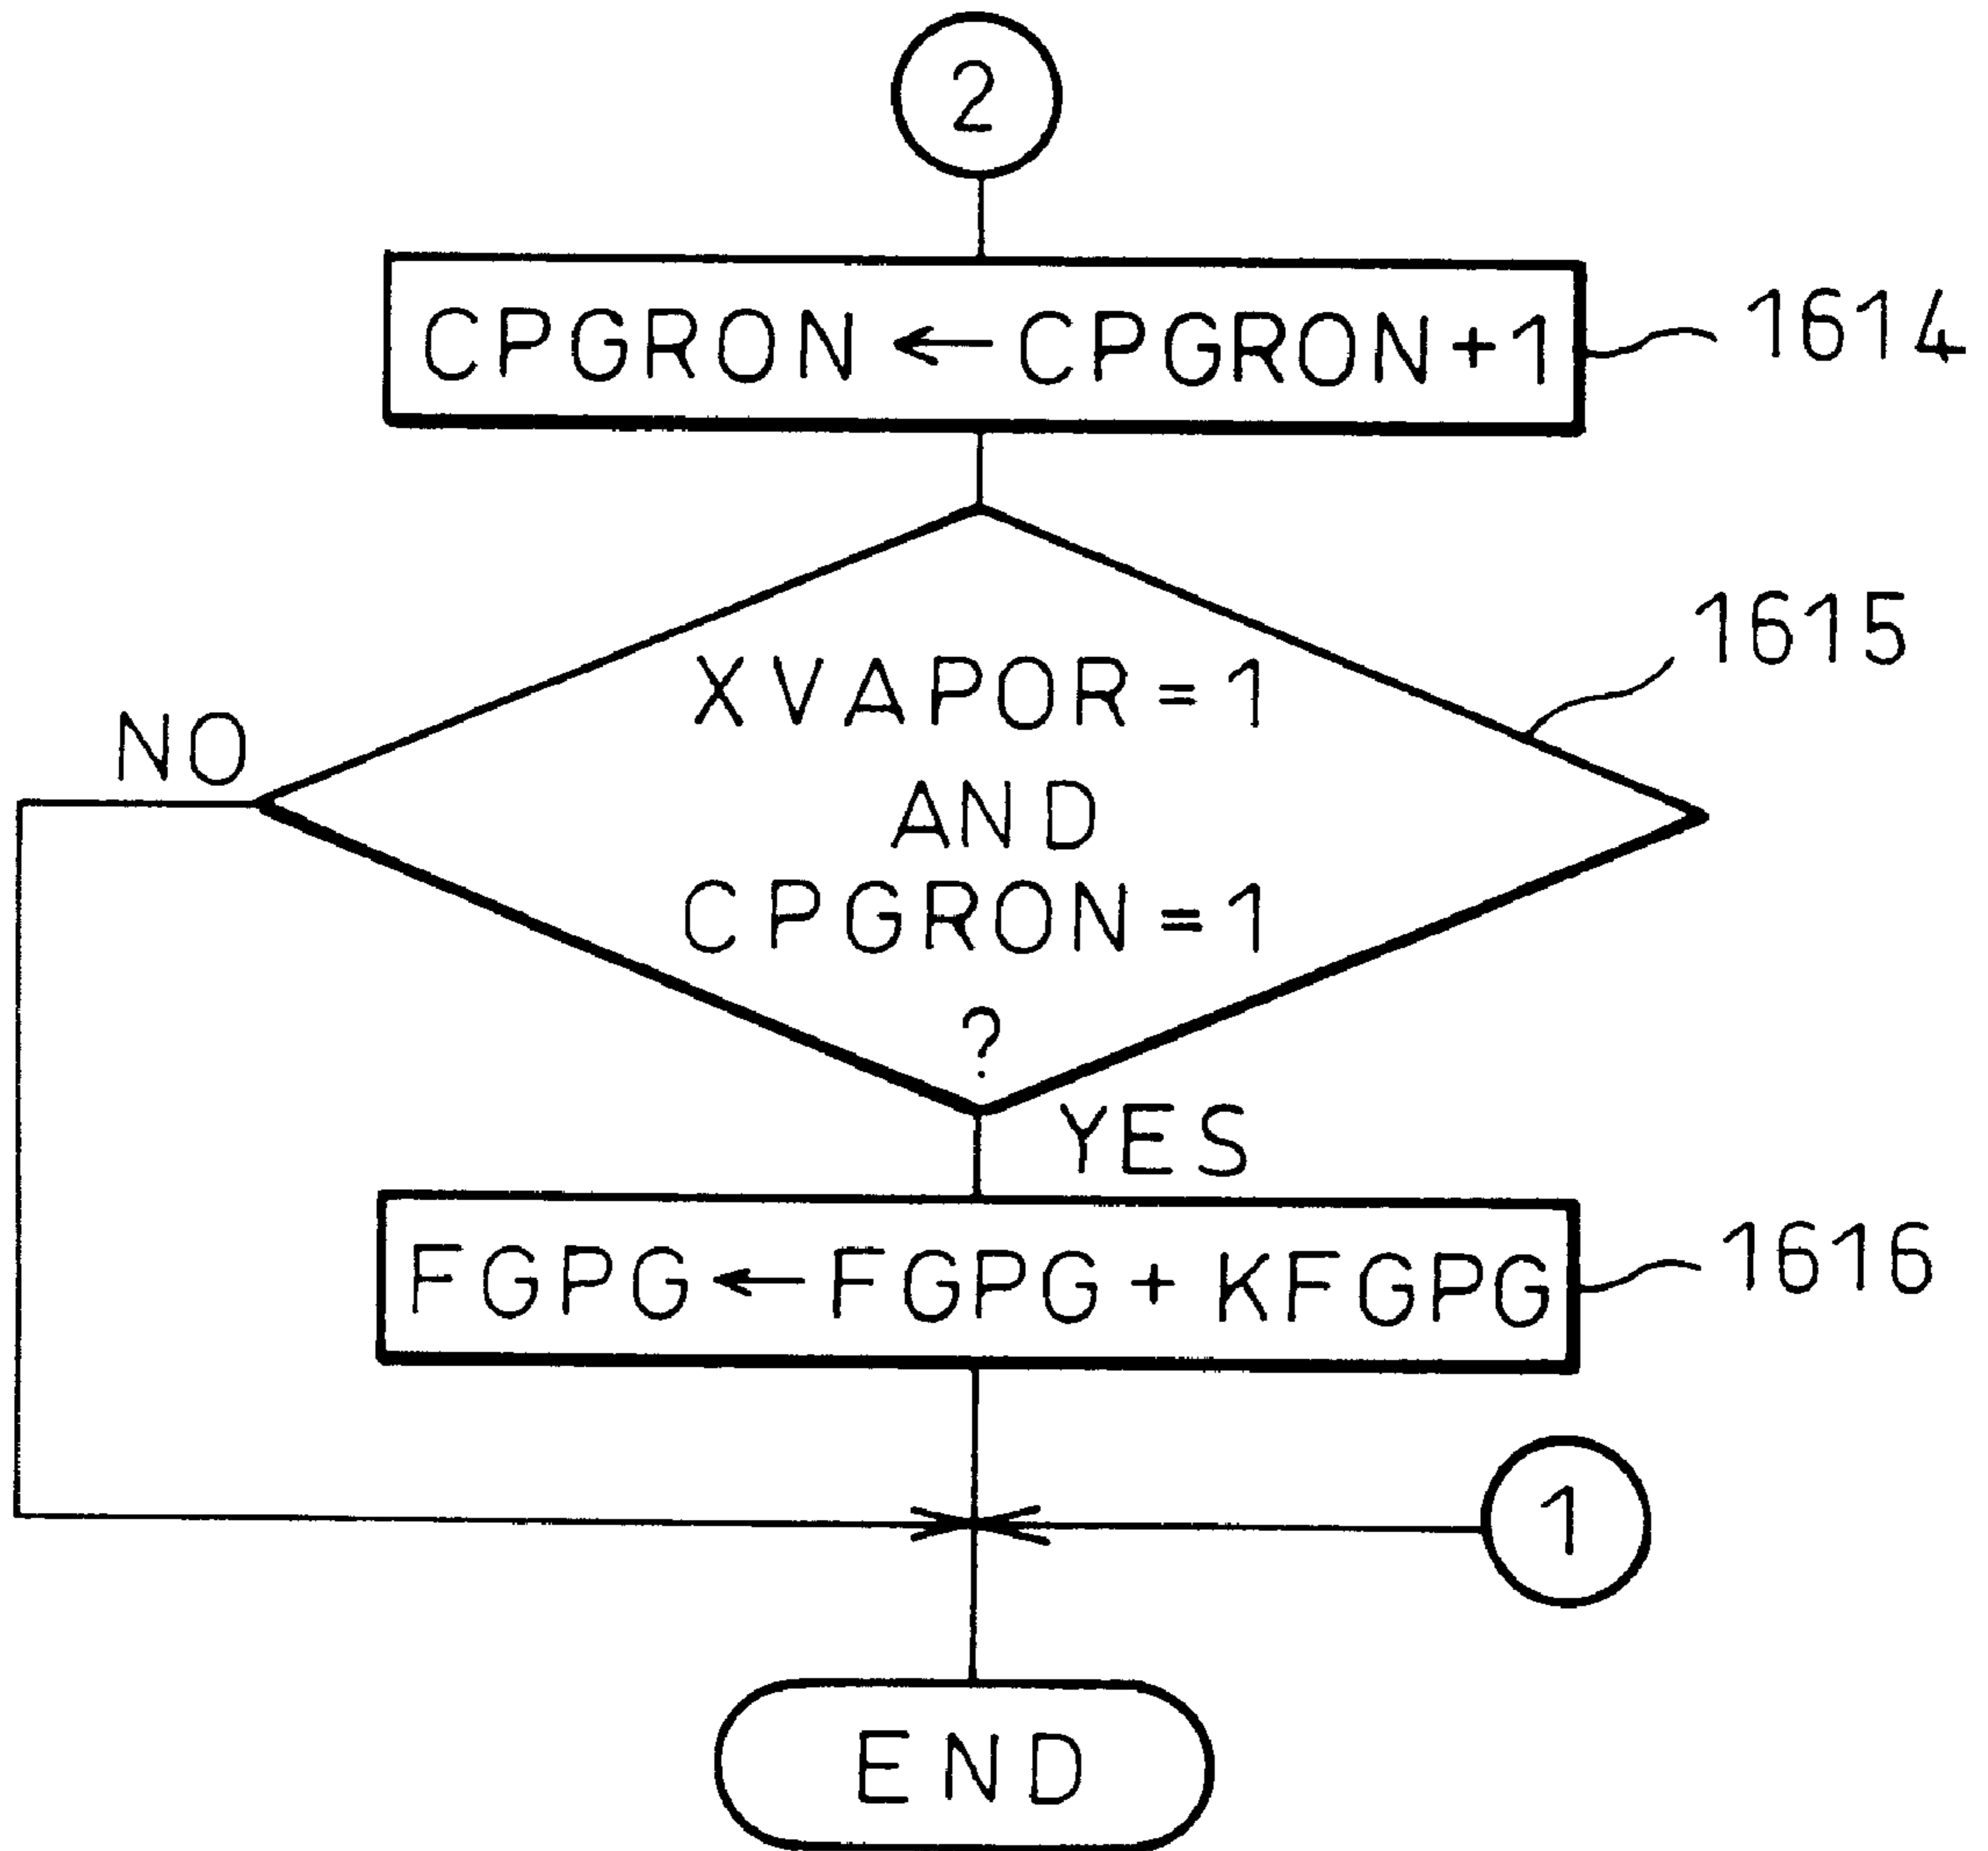 2
CPGRON ← CPGRON+1
1614
1615
XVAPOR=1
NO
AND
CPGRON=1
?
YES
FGPG ← FGPG + KFGPG
1616
1
END